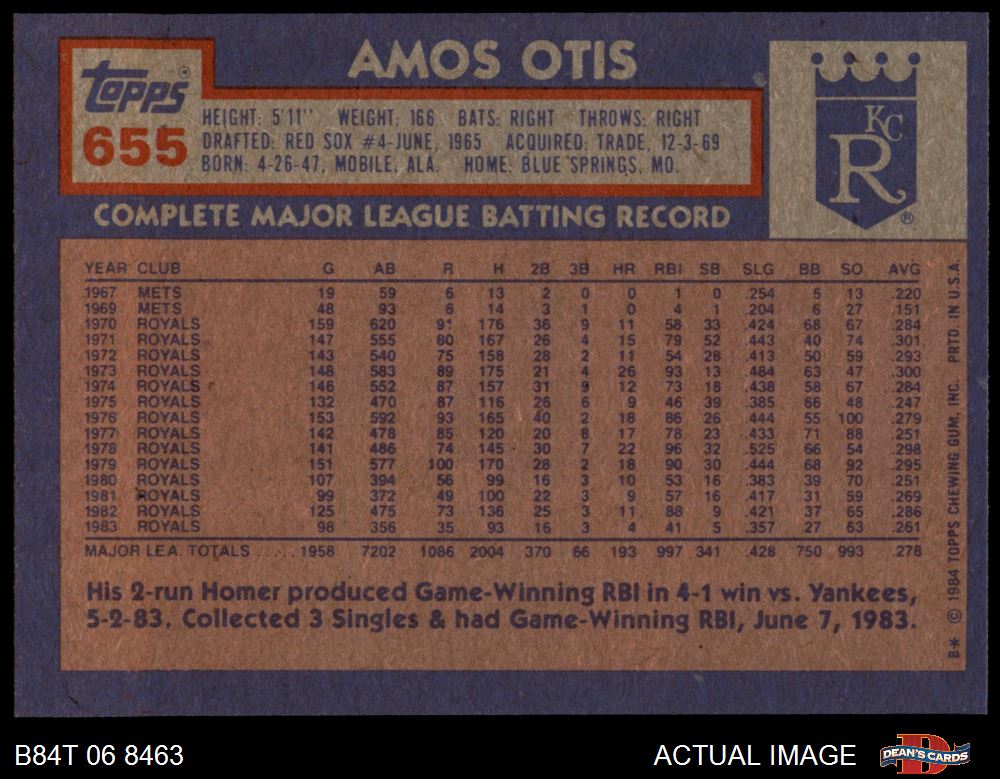 AMOS OTIS
Topps®
655
HEIGHT: 5'11" WEIGHT: 166 BATS: RIGHT THROWS: RIGHT
DRAFTED: RED SOX #4-JUNE, 1965 ACQUIRED: TRADE, 12-3-69
BORN: 4-26-47, MOBILE, ALA. HOME: BLUE SPRINGS, MO.
KC
R
®
COMPLETE MAJOR LEAGUE BATTING RECORD
YEAR CLUB G AB R H 2B 3B HR RBI SB SLG BB SO AVG
1967 METS 19 59 6 13 2 0 0 1 0 .254 5 13 .220
1969 METS 48 93 6 14 3 1 0 4 1 .204 6 27 .151
1970 ROYALS 159 620 91 176 36 9 11 58 33 .424 68 67 .284
1971 ROYALS 147 555 80 167 26 4 15 79 52 .443 40 74 .301
1972 ROYALS 143 540 75 158 28 2 11 54 28 .413 50 59 .293
1973 ROYALS 148 583 89 175 21 4 26 93 13 .484 63 47 .300
1974 ROYALS 146 552 87 157 31 9 12 73 18 .438 58 67 .284
1975 ROYALS 132 470 87 116 26 6 9 46 39 .385 66 48 .247
1976 ROYALS 153 592 93 165 40 2 18 86 26 .444 55 100 .279
1977 ROYALS 142 478 85 120 20 8 17 78 23 .433 71 88 .251
1978 ROYALS 141 486 74 145 30 7 22 96 32 .525 66 54 .298
1979 ROYALS 151 577 100 170 28 2 18 90 30 .444 68 92 .295
1980 ROYALS 107 394 56 99 16 3 10 53 16 .383 39 70 .251
1981 ROYALS 99 372 49 100 22 3 9 57 16 .417 31 59 .269
1982 ROYALS 125 475 73 136 25 3 11 88 9 .421 37 65 .286
1983 ROYALS 98 356 35 93 16 3 4 41 5 .357 27 63 .261
MAJOR LEA. TOTALS ..... 1958 7202 1086 2004 370 66 193 997 341 .428 750 993 .278
His 2-run Homer produced Game-Winning RBI in 4-1 win vs. Yankees,
5-2-83. Collected 3 Singles & had Game-Winning RBI, June 7, 1983.
B* © 1984 TOPPS CHEWING GUM, INC. PRTD. IN U.S.A.
B84T 06 8463
ACTUAL IMAGE
D
DEAN'S CARDS